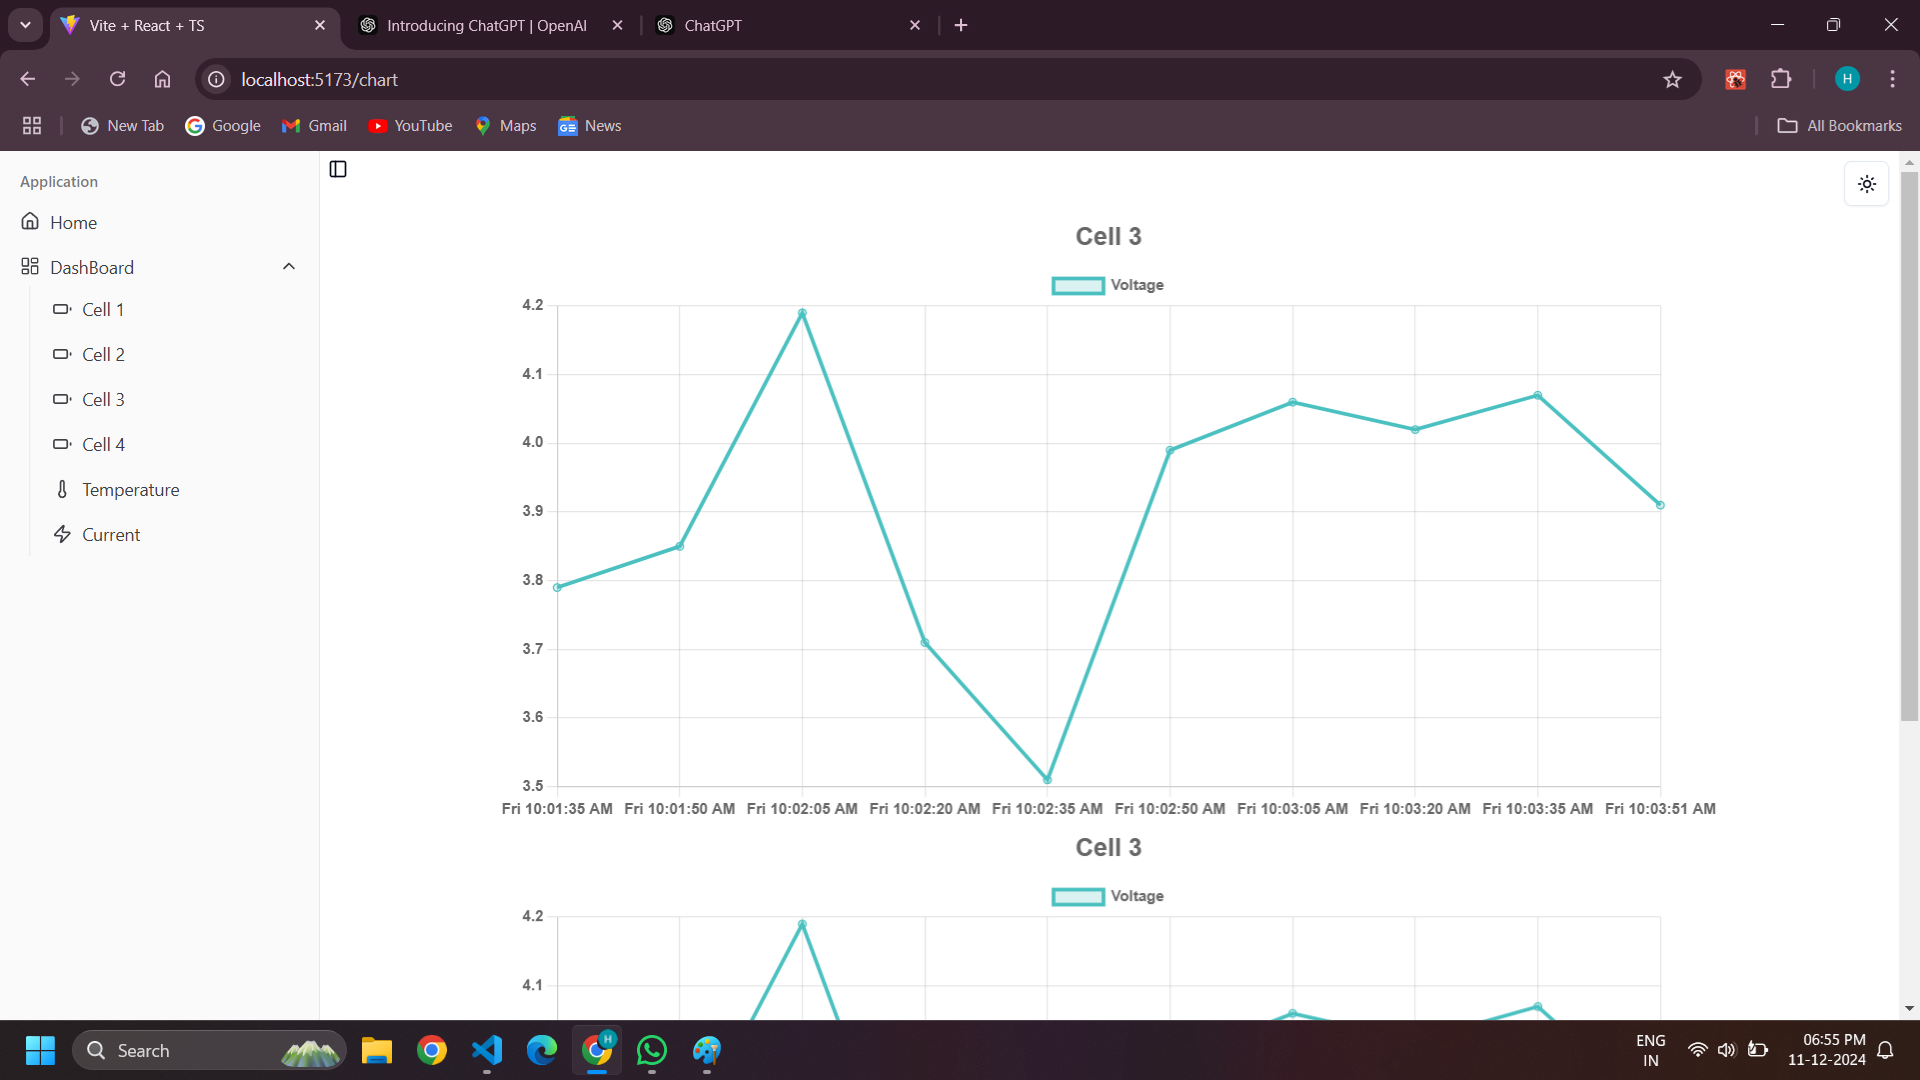 Vite + React + TS
Introducing ChatGPT | OpenAI
ChatGPT
localhost:5173/chart
H
New Tab
Google
Gmail
YouTube
Maps
News
All Bookmarks
Application
Home
DashBoard
Cell 1
Cell 2
Cell 3
Cell 4
Temperature
Current
Cell 3
Voltage
4.2
4.1
4.0
3.9
3.8
3.7
3.6
3.5
Fri 10:01:35 AM Fri 10:01:50 AM Fri 10:02:05 AM Fri 10:02:20 AM Fri 10:02:35 AM Fri 10:02:50 AM Fri 10:03:05 AM Fri 10:03:20 AM Fri 10:03:35 AM Fri 10:03:51 AM
Cell 3
Voltage
4.2
4.1
Search
H
ENG
IN
06:55 PM
11-12-2024